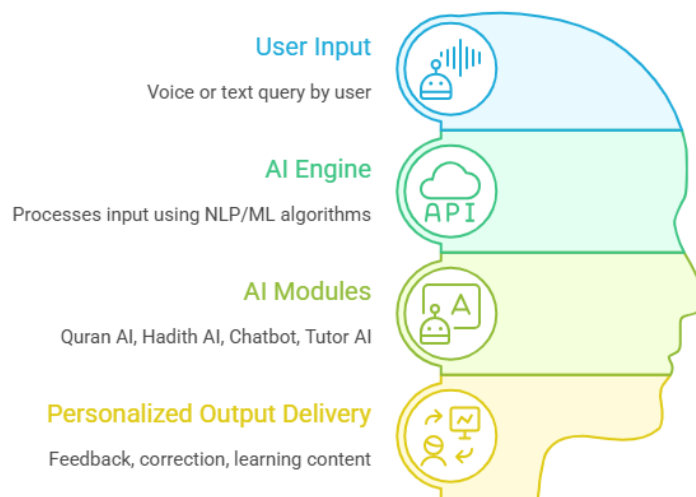 User Input
Voice or text query by user
AI Engine
Processes input using NLP/ML algorithms
API
AI Modules
A
Quran AI, Hadith AI, Chatbot, Tutor AI
Personalized Output Delivery
Feedback, correction, learning content